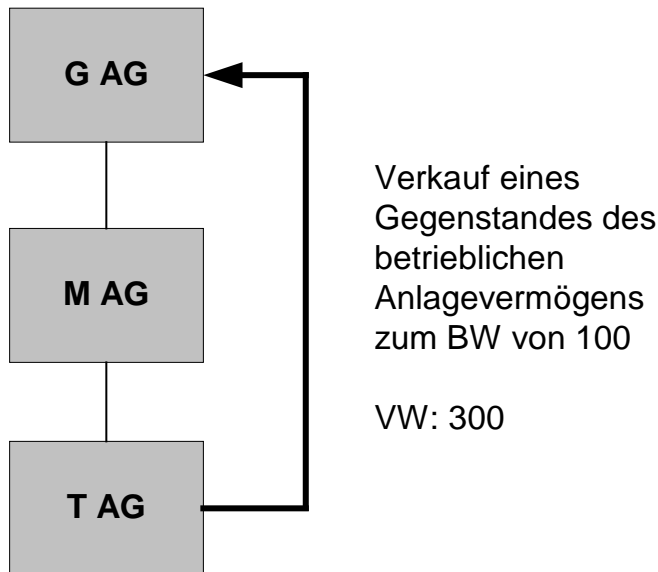 G AG
M AG
T AG
Verkauf eines
Gegenstandes des
betrieblichen
Anlagevermögens
zum BW von 100
VW: 300